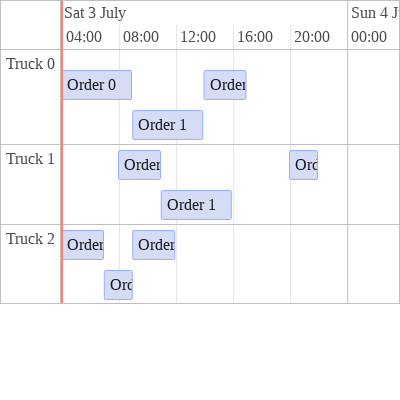 Sat 3 July
Sun 4 J
04:00 08:00 12:00 16:00 20:00 00:00
Truck 0
Order 0
Order
Order 1
Truck 1
Order
Ord
Order 1
Truck 2
Order
Order
Ord